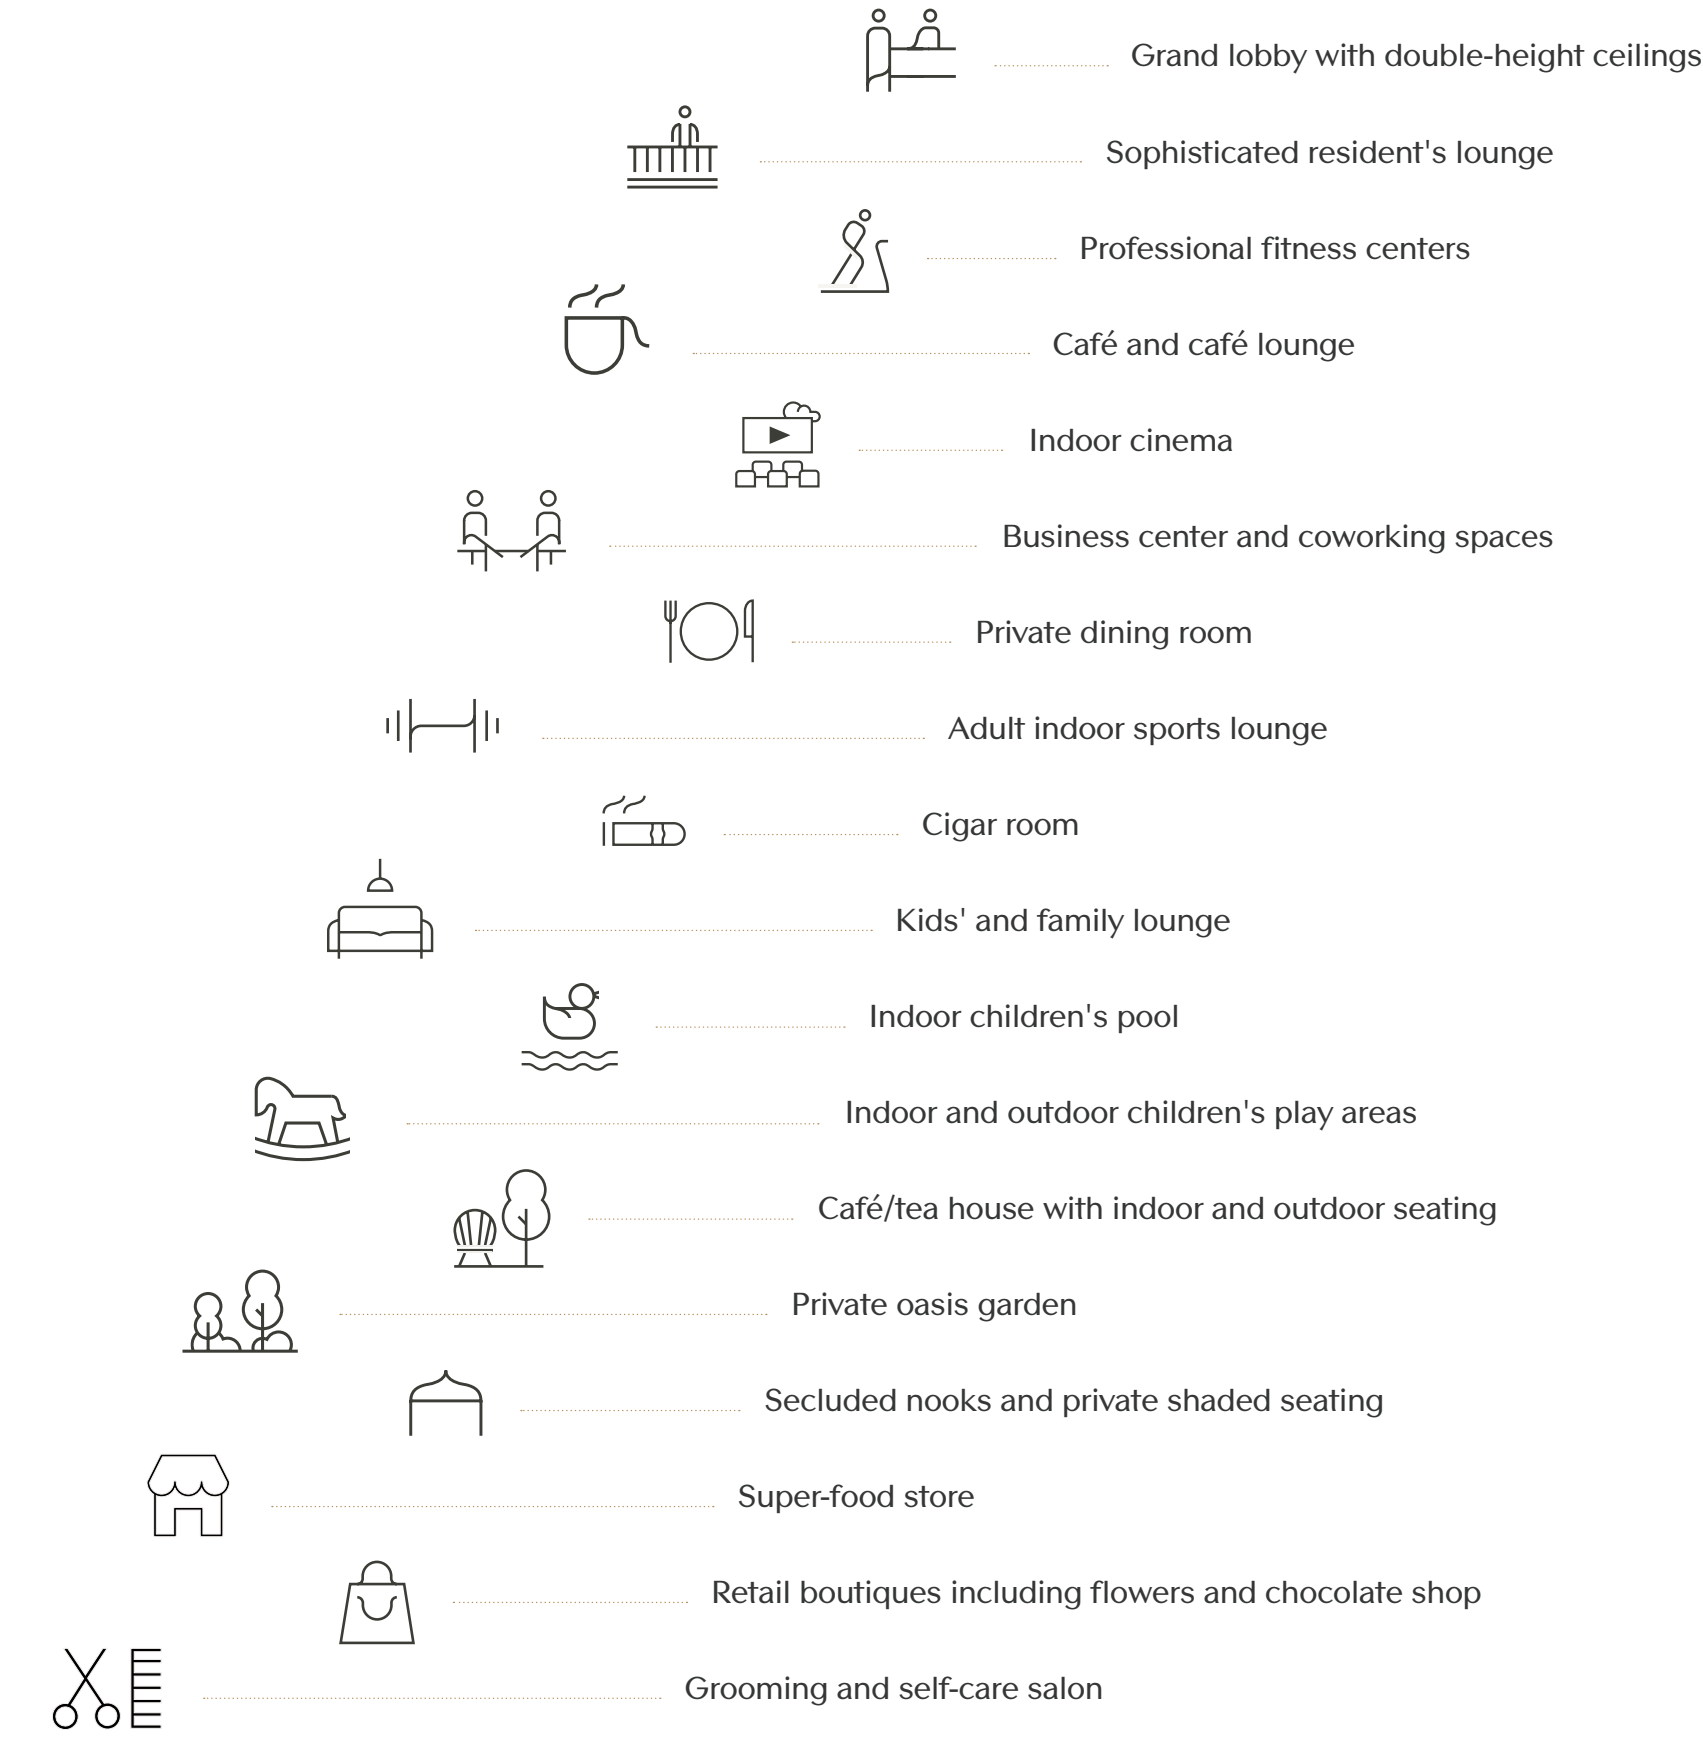 Grand lobby with double-height ceilings
Sophisticated resident's lounge
Professional fitness centers
Café and café lounge
Indoor cinema
Business center and coworking spaces
Private dining room
Adult indoor sports lounge
Cigar room
Kids' and family lounge
Indoor children's pool
Indoor and outdoor children's play areas
Café/tea house with indoor and outdoor seating
Private oasis garden
Secluded nooks and private shaded seating
Super-food store
Retail boutiques including flowers and chocolate shop
Grooming and self-care salon